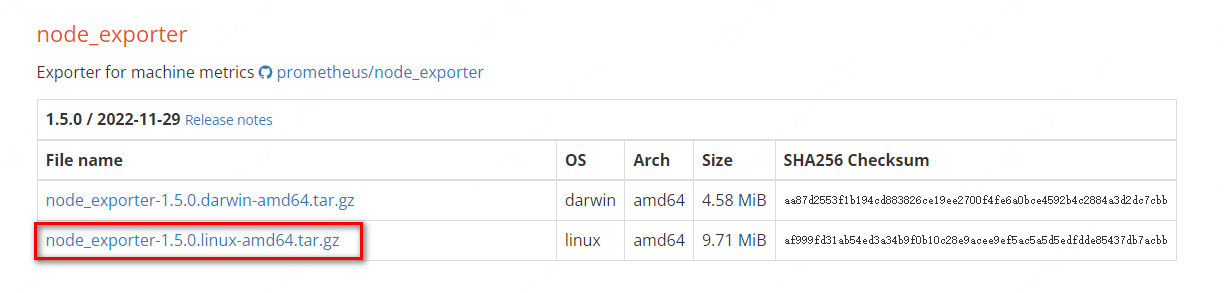 node_exporter
Exporter for machine metrics prometheus/node_exporter
1.5.0 / 2022-11-29 Release notes
File name OS Arch Size SHA256 Checksum
node_exporter-1.5.0.darwin-amd64.tar.gz darwin amd64 4.58 MiB aa87d2553f1b194cd883826ce19ee2700f4fe6a0bce4592b4c2884a3d2dc7cbb
node_exporter-1.5.0.linux-amd64.tar.gz linux amd64 9.71 MiB af999fd31ab54ed3a34b9f0b10c28e9acee9ef5ac5a5d5edfdde85437db7acbb